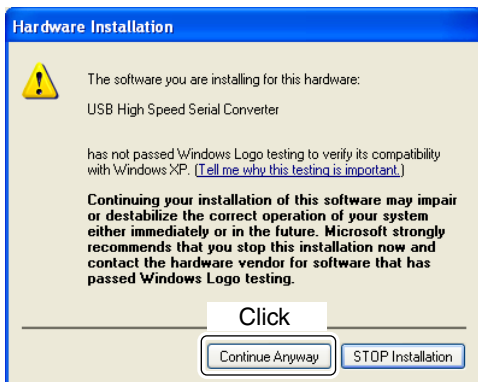 Hardware Installation
The software you are installing for this hardware:
USB High Speed Serial Converter
has not passed Windows Logo testing to verify its compatibility
with Windows XP. (Tell me why this testing is important.)
Continuing your installation of this software may impair
or destabilize the correct operation of your system
either immediately or in the future. Microsoft strongly
recommends that you stop this installation now and
contact the hardware vendor for software that has
passed Windows Logo testing.
Click
Continue Anyway
STOP Installation